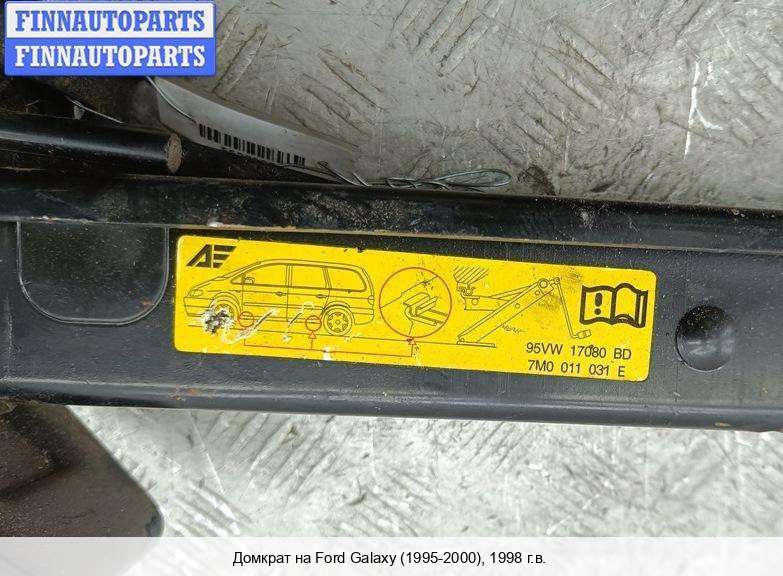 FINNAUTOPARTS
FINNAUTOPARTS
AE
95VW 17080 BD
7M0 011 031 E
Домкрат на Ford Galaxy (1995-2000), 1998 г.в.